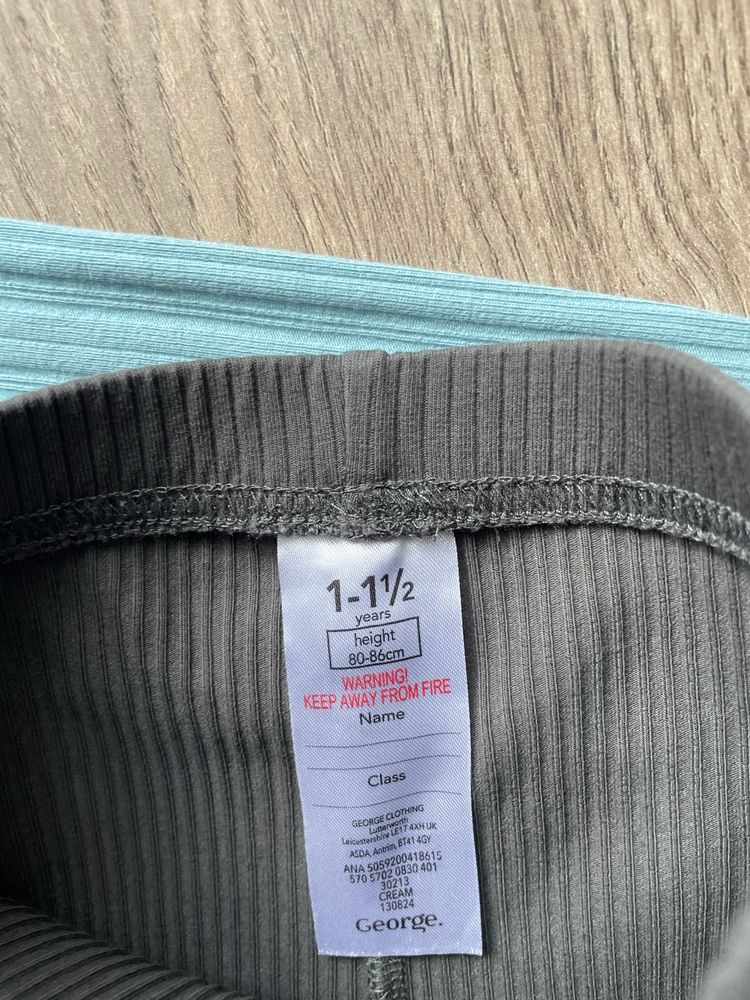 1-1½
years
height
80-86cm
WARNING!
KEEP AWAY FROM FIRE
Name
Class
GEORGE CLOTHING
Lutterworth
Leicestershire LE17 4XH UK
ASDA, Antrim, BT41 4GY
ANA 5059200418615
570 5702 0830 401
30213
CREAM
130824
George.